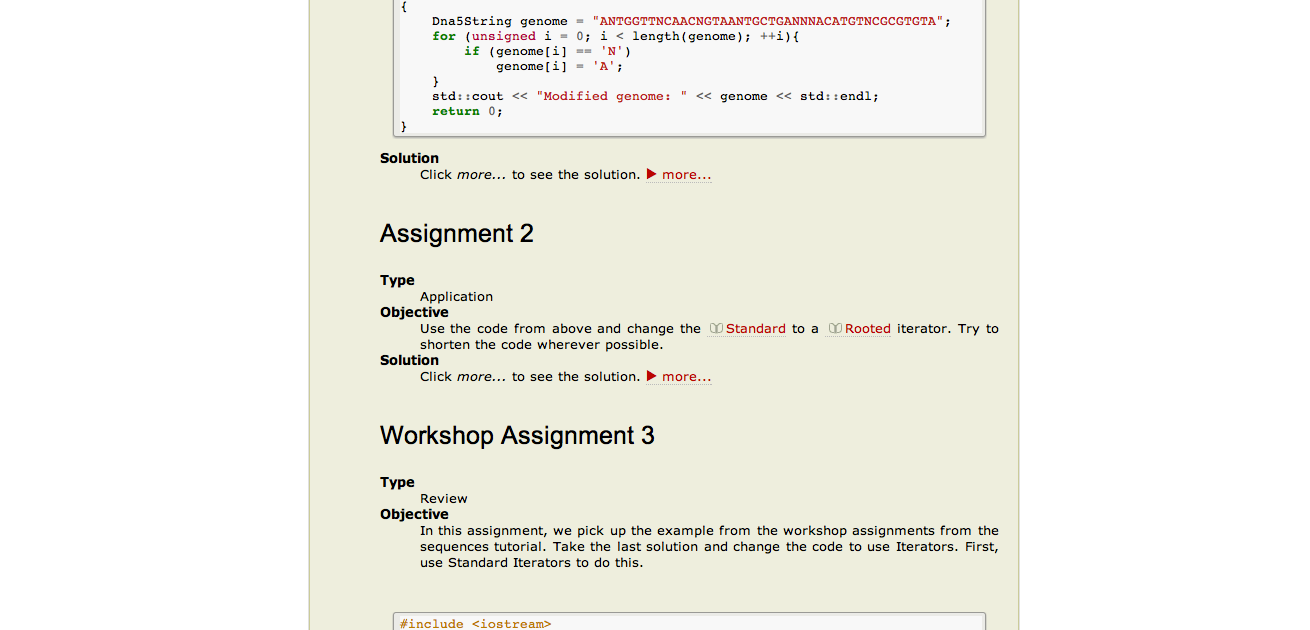 {
    Dna5String genome = "ANTGGTTNCAACNGTAANTGCTGANNNACATGTNCGCGTGTA";
    for (unsigned i = 0; i < length(genome); ++i){
        if (genome[i] == 'N')
            genome[i] = 'A';
    }
    std::cout << "Modified genome: " << genome << std::endl;
    return 0;
}
Solution
Click more... to see the solution. ▶ more...
Assignment 2
Type
Application
Objective
Use the code from above and change the Standard to a Rooted iterator. Try to
shorten the code wherever possible.
Solution
Click more... to see the solution. ▶ more...
Workshop Assignment 3
Type
Review
Objective
In this assignment, we pick up the example from the workshop assignments from the
sequences tutorial. Take the last solution and change the code to use Iterators. First,
use Standard Iterators to do this.
#include <iostream>